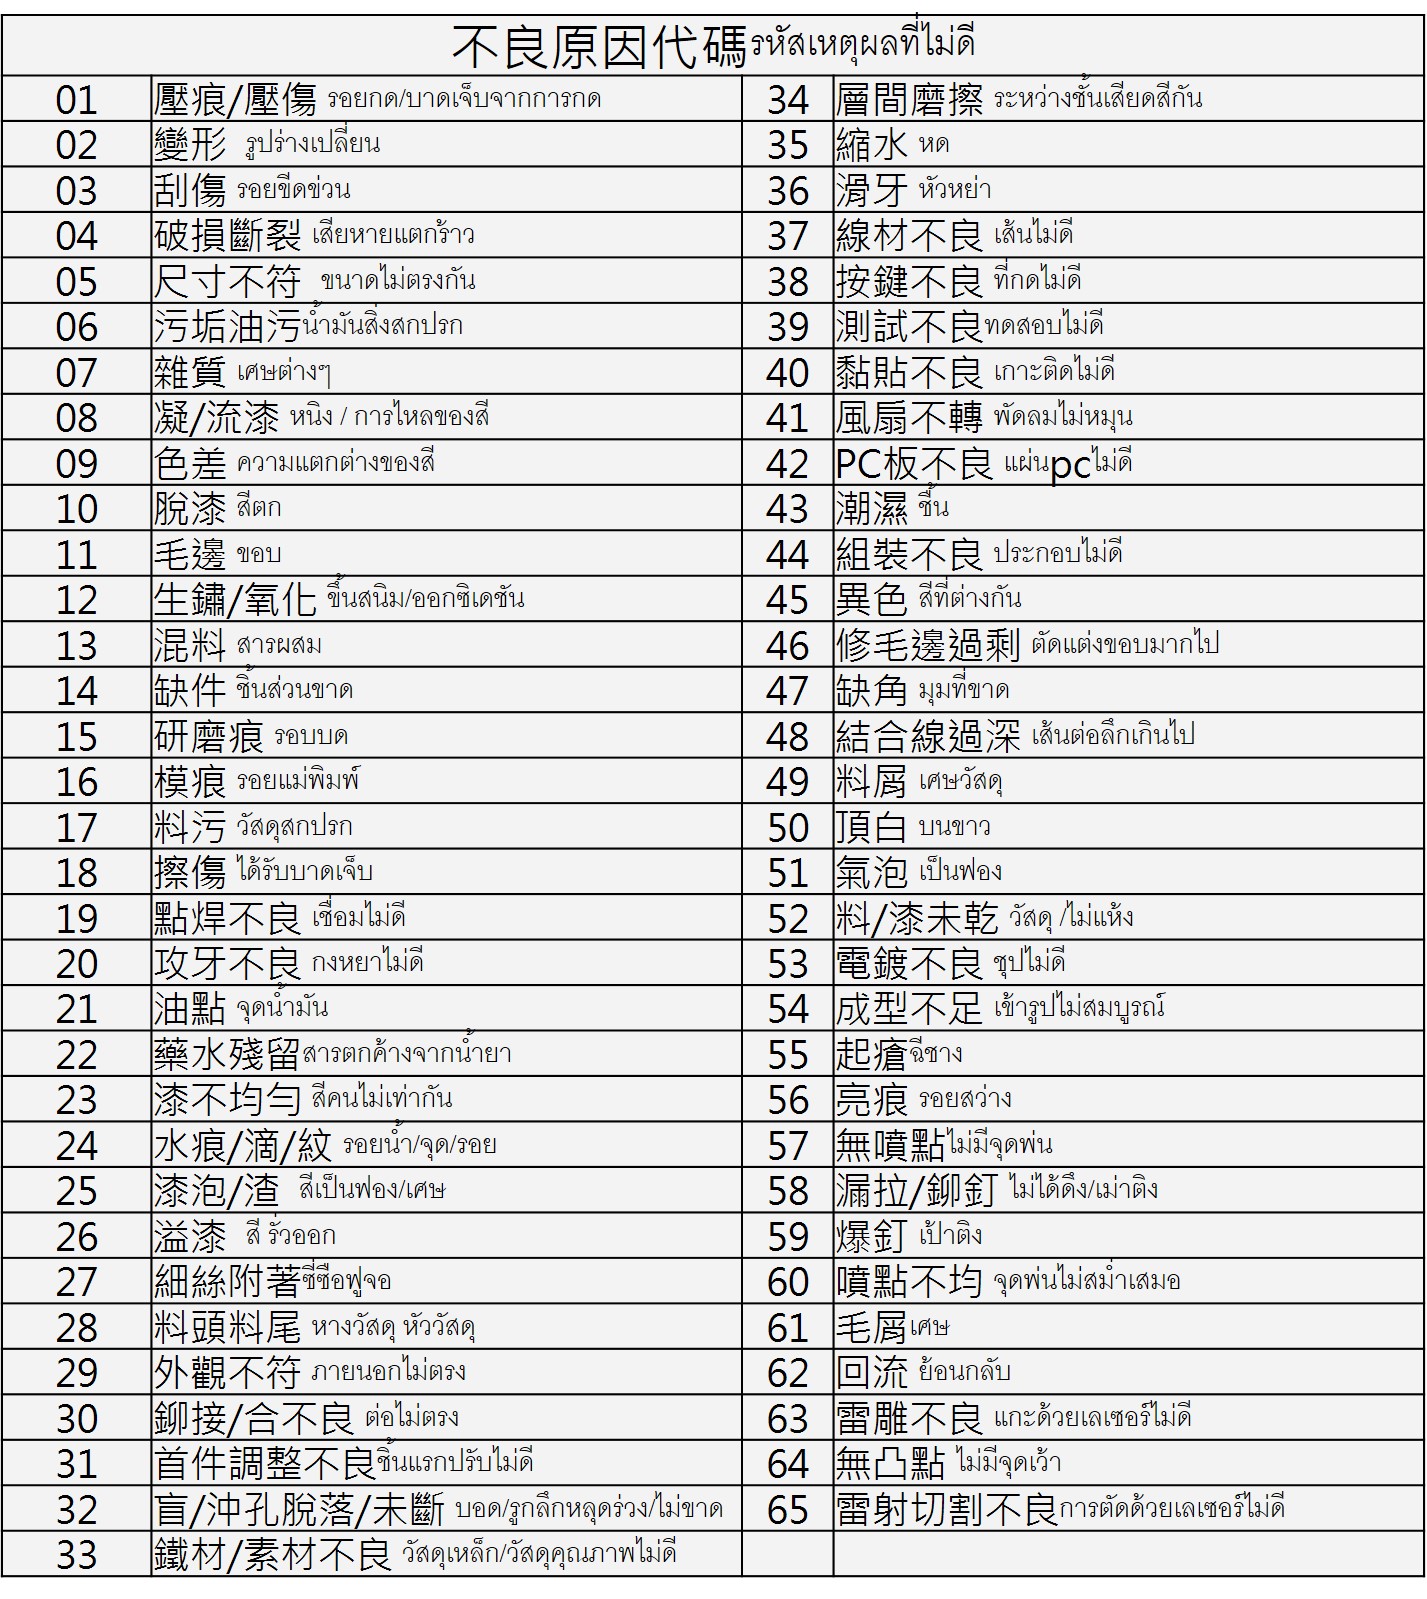 不良原因代碼รหัสเหตุผลที่ไม่ดี
01 壓痕/壓傷 รอยกด/บาดเจ็บจากการกด 34 層間磨擦 ระหว่างชั้นเสียดสีกัน
02 變形 รูปร่างเปลี่ยน 35 縮水 หด
03 刮傷 รอยขีดข่วน 36 滑牙 หัวหย่า
04 破損斷裂 เสียหายแตกร้าว 37 線材不良 เส้นไม่ดี
05 尺寸不符 ขนาดไม่ตรงกัน 38 按鍵不良 ที่กดไม่ดี
06 污垢油污น้ำมันสิ่งสกปรก 39 測試不良ทดสอบไม่ดี
07 雜質 เศษต่างๆ 40 黏貼不良 เกาะติดไม่ดี
08 凝/流漆 หนิง / การไหลของสี 41 風扇不轉 พัดลมไม่หมุน
09 色差 ความแตกต่างของสี 42 PC板不良 แผ่นpcไม่ดี
10 脫漆 สีตก 43 潮濕 ชื้น
11 毛邊 ขอบ 44 組裝不良 ประกอบไม่ดี
12 生鏽/氧化 ขึ้นสนิม/ออกซิเดชัน 45 異色 สีที่ต่างกัน
13 混料 สารผสม 46 修毛邊過剩 ตัดแต่งขอบมากไป
14 缺件 ชิ้นส่วนขาด 47 缺角 มุมที่ขาด
15 研磨痕 รอบบด 48 結合線過深 เส้นต่อลึกเกินไป
16 模痕 รอยแม่พิมพ์ 49 料屑 เศษวัสดุ
17 料污 วัสดุสกปรก 50 頂白 บนขาว
18 擦傷 ได้รับบาดเจ็บ 51 氣泡 เป็นฟอง
19 點焊不良 เชื่อมไม่ดี 52 料/漆未乾 วัสดุ /ไม่แห้ง
20 攻牙不良 กงหยาไม่ดี 53 電鍍不良 ชุปไม่ดี
21 油點 จุดน้ำมัน 54 成型不足 เข้ารูปไม่สมบูรณ์
22 藥水殘留สารตกค้างจากน้ำยา 55 起瘡ฉีชาง
23 漆不均勻 สีคนไม่เท่ากัน 56 亮痕 รอยสว่าง
24 水痕/滴/紋 รอยน้ำ/จุด/รอย 57 無噴點ไม่มีจุดพ่น
25 漆泡/渣 สีเป็นฟอง/เศษ 58 漏拉/鉚釘 ไม่ได้ดึง/เม่าติง
26 溢漆 สี รั่วออก 59 爆釘 เป้าติง
27 細絲附著ซี่ซือฟูจอ 60 噴點不均 จุดพ่นไม่สม่ำเสมอ
28 料頭料尾 หางวัสดุ หัววัสดุ 61 毛屑เศษ
29 外觀不符 ภายนอกไม่ตรง 62 回流 ย้อนกลับ
30 鉚接/合不良 ต่อไม่ตรง 63 雷雕不良 แกะด้วยเลเซอร์ไม่ดี
31 首件調整不良ชิ้นแรกปรับไม่ดี 64 無凸點 ไม่มีจุดเว้า
32 盲/沖孔脫落/未斷 บอด/รูกลึกหลุดร่วง/ไม่ขาด 65 雷射切割不良การตัดด้วยเลเซอร์ไม่ดี
33 鐵材/素材不良 วัสดุเหล็ก/วัสดุคุณภาพไม่ดี